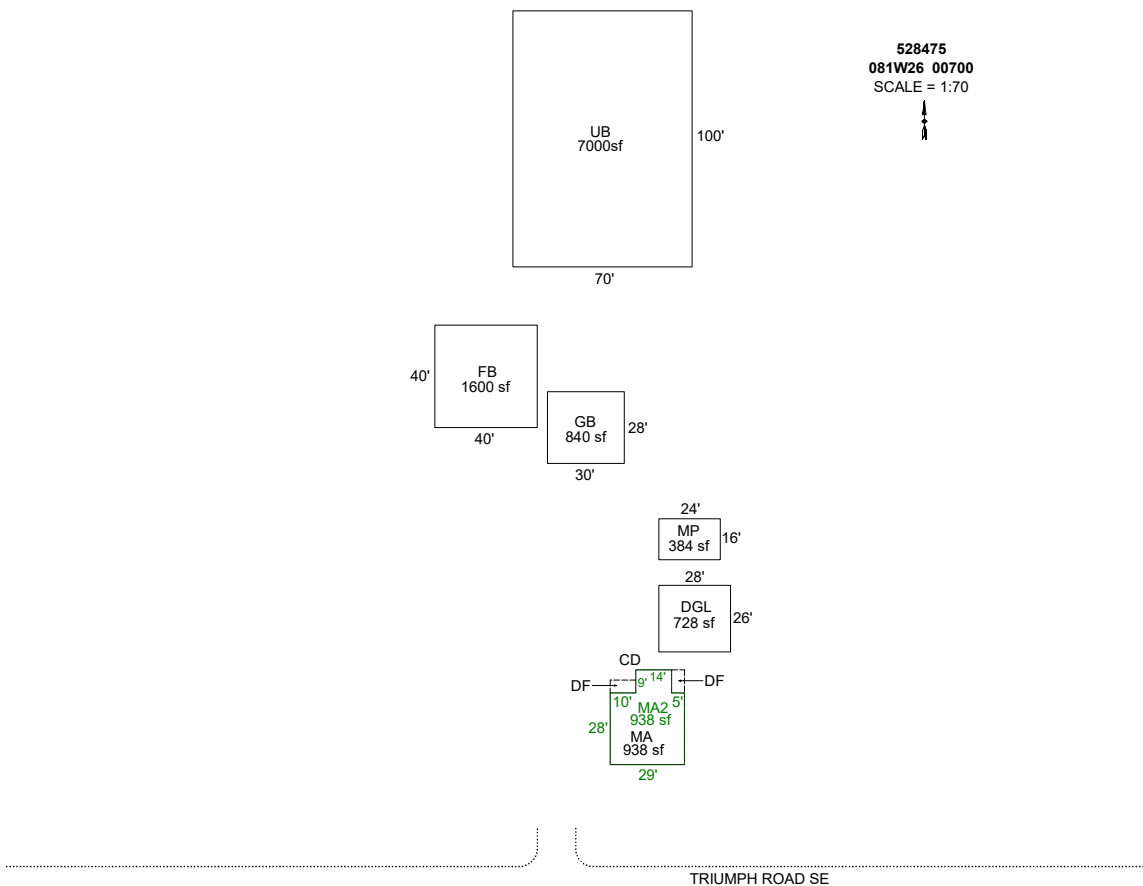 528475
081W26 00700
SCALE = 1:70
UB
7000sf
100'
70'
40'
FB
1600 sf
40'
GB
840 sf
28'
30'
24'
MP
384 sf
16'
28'
DGL
728 sf
26'
CD
DF
9'
14'
DF
10'
5'
MA2
938 sf
28'
MA
938 sf
29'
TRIUMPH ROAD SE